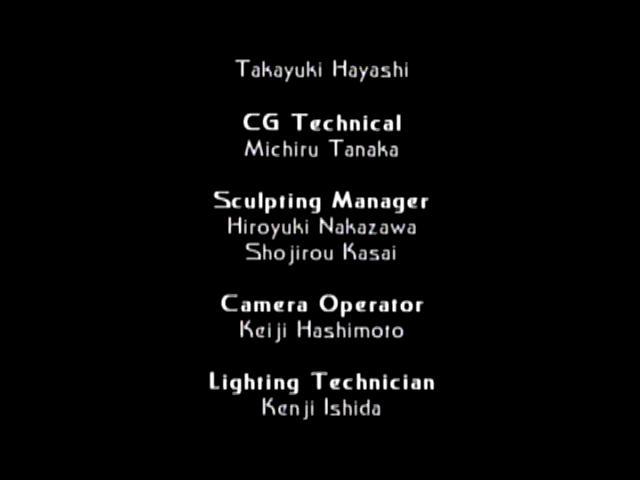 Takayuki Hayashi
CG Technical
Michiru Tanaka
Sculpting Manager
Hiroyuki Nakazawa
Shojirou Kasai
Camera Operator
Keiji Hashimoto
Lighting Technician
Kenji Ishida